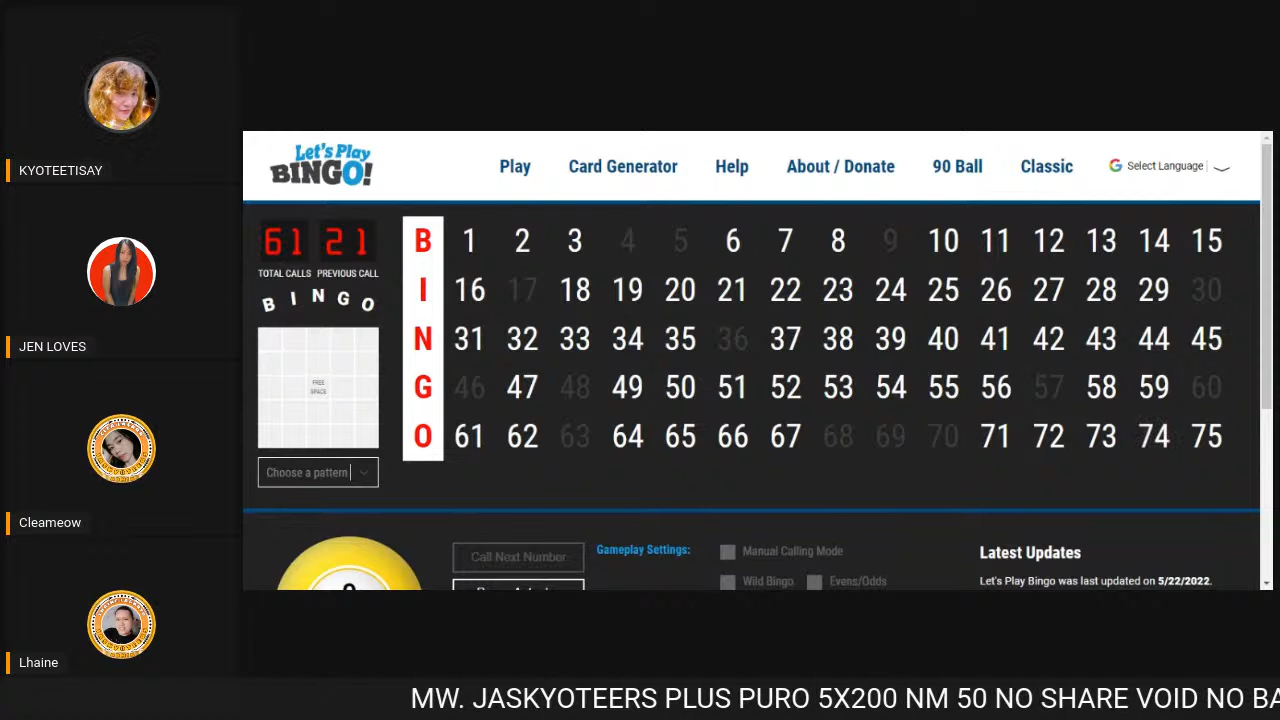 KYOTEETISAY
JEN LOVES
Cleameow
Lhaine
Let's Play
BINGO!
Play Card Generator Help About / Donate 90 Ball Classic Select Language
61 21
TOTAL CALLS PREVIOUS CALL
B I N G O
FREE
SPACE
Choose a pattern
B 1 2 3 4 5 6 7 8 9 10 11 12 13 14 15
I 16 17 18 19 20 21 22 23 24 25 26 27 28 29 30
N 31 32 33 34 35 36 37 38 39 40 41 42 43 44 45
G 46 47 48 49 50 51 52 53 54 55 56 57 58 59 60
O 61 62 63 64 65 66 67 68 69 70 71 72 73 74 75
Call Next Number
Gameplay Settings:
Manual Calling Mode
Wild Bingo Evens/Odds
Latest Updates
Let's Play Bingo was last updated on 5/22/2022.
MW. JASKYOTEERS PLUS PURO 5X200 NM 50 NO SHARE VOID NO BA